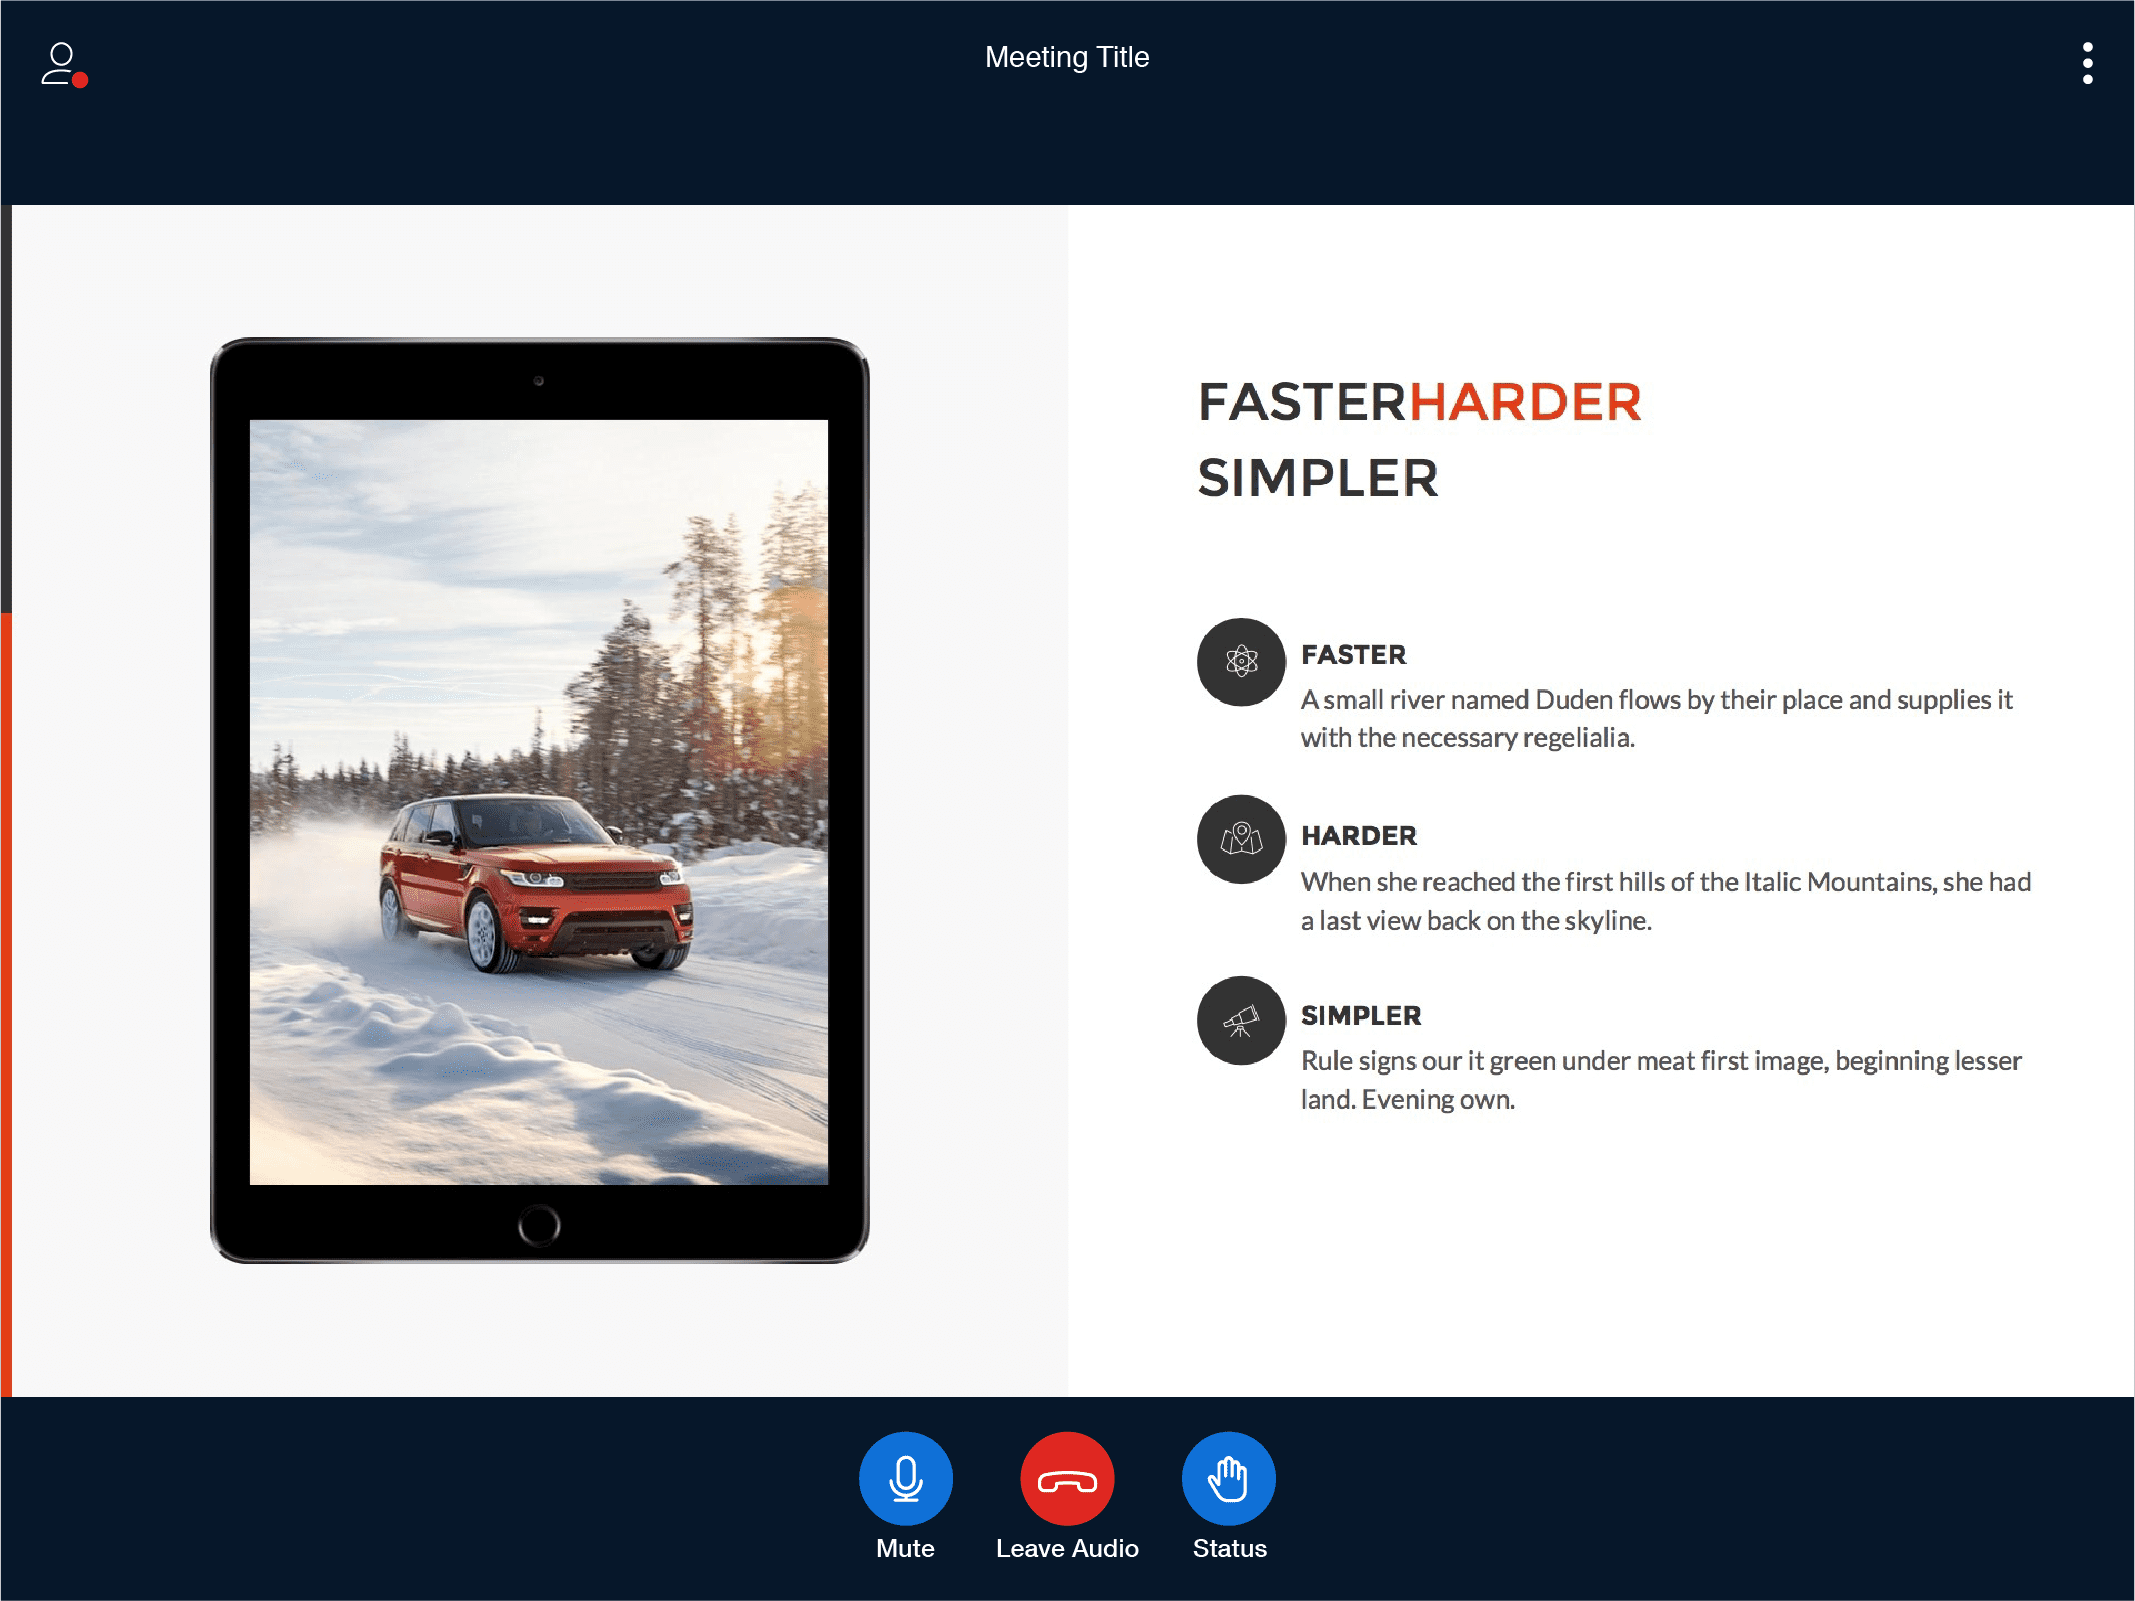 Meeting Title
FASTERHARDER
SIMPLER
FASTER
A small river named Duden flows by their place and supplies it
with the necessary regelialia.
HARDER
When she reached the first hills of the Italic Mountains, she had
a last view back on the skyline.
SIMPLER
Rule signs our it green under meat first image, beginning lesser
land. Evening own.
Mute
Leave Audio
Status